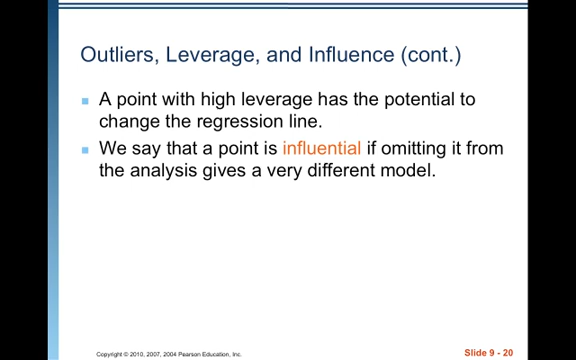 Outliers, Leverage, and Influence (cont.)
A point with high leverage has the potential to
change the regression line.
We say that a point is influential if omitting it from
the analysis gives a very different model.
Copyright © 2010, 2007, 2004 Pearson Education, Inc.
Slide 9 - 20